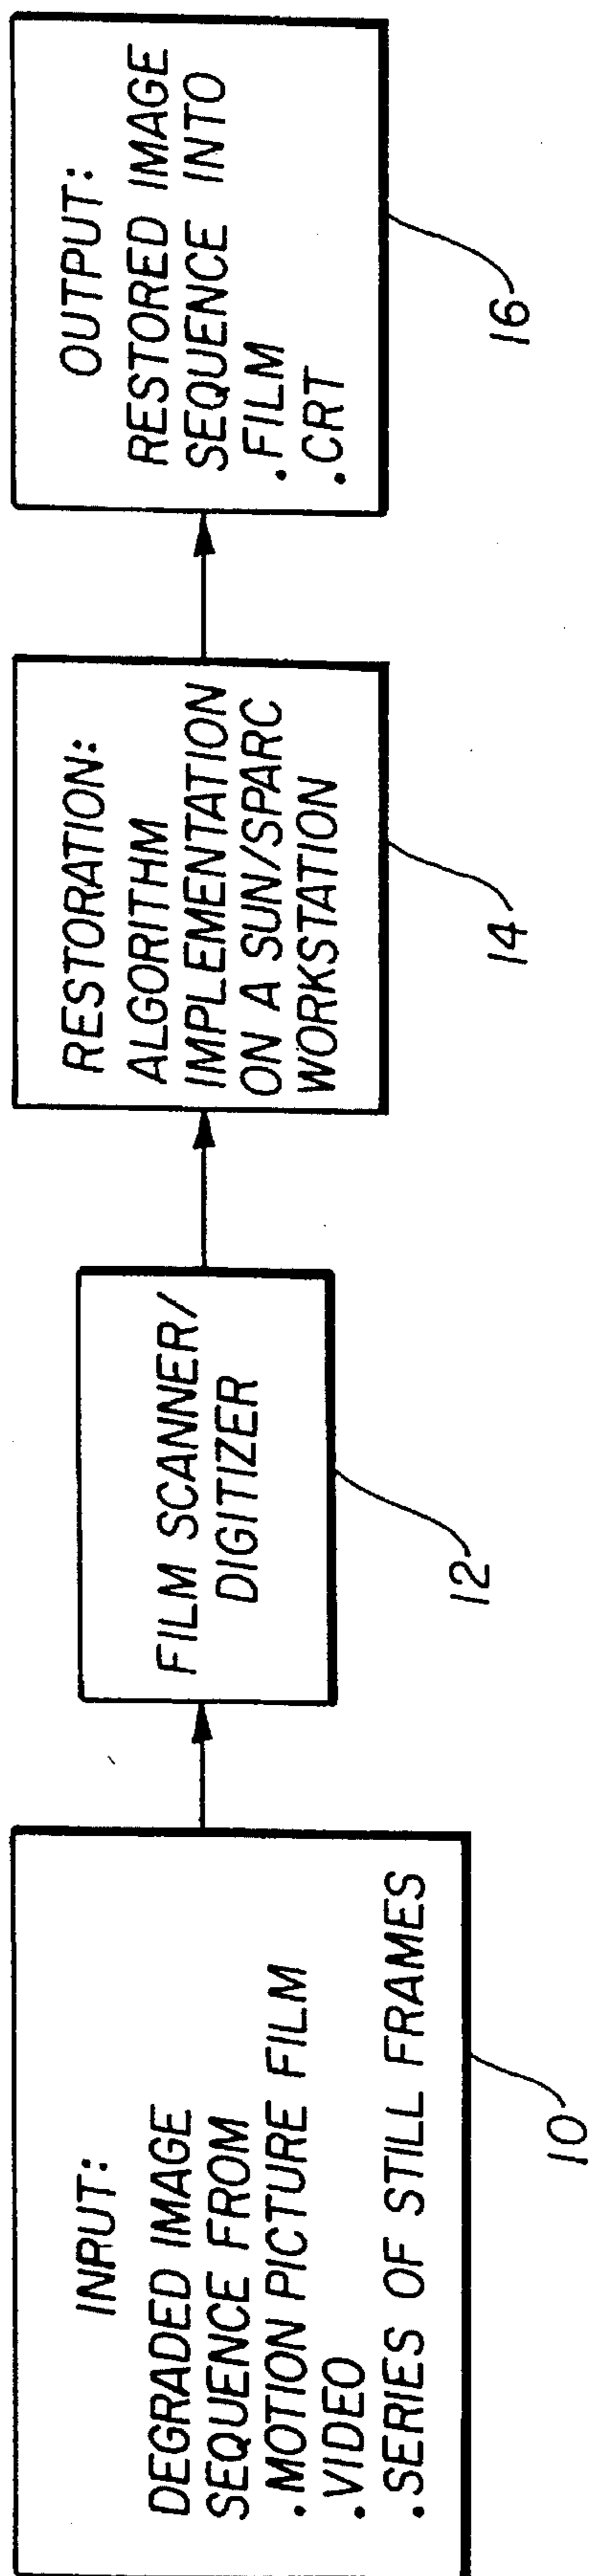 INPUT:
DEGRADED IMAGE
SEQUENCE FROM
.MOTION PICTURE FILM
.VIDEO
.SERIES OF STILL FRAMES
10
FILM SCANNER/
DIGITIZER
12
RESTORATION:
ALGORITHM
IMPLEMENTATION
ON A SUN/SPARC
WORKSTATION
14
OUTPUT:
RESTORED IMAGE
SEQUENCE INTO
.FILM
.CRT
16